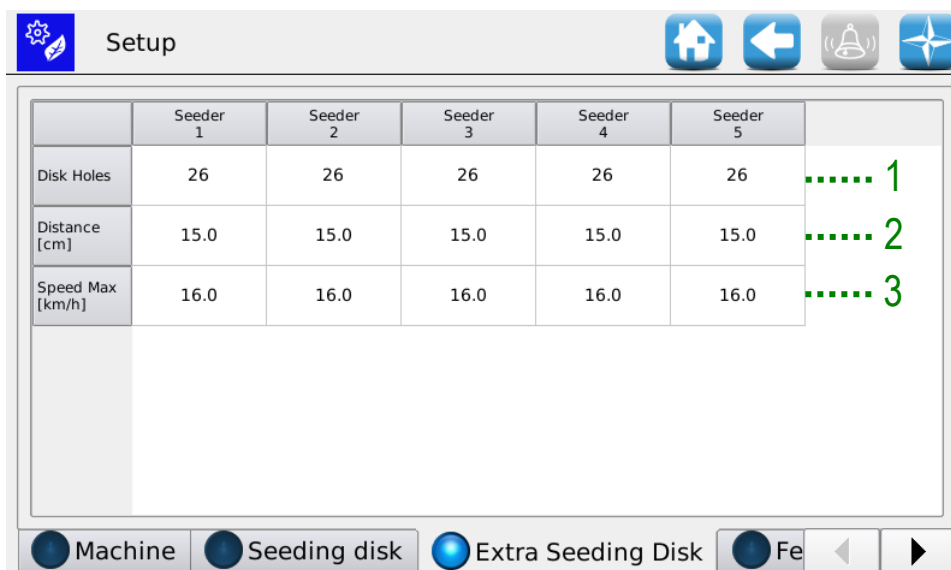 Setup
Seeder 1 Seeder 2 Seeder 3 Seeder 4 Seeder 5
Disk Holes 26 26 26 26 26 1
Distance [cm] 15.0 15.0 15.0 15.0 15.0 2
Speed Max [km/h] 16.0 16.0 16.0 16.0 16.0 3
Machine Seeding disk Extra Seeding Disk Fe